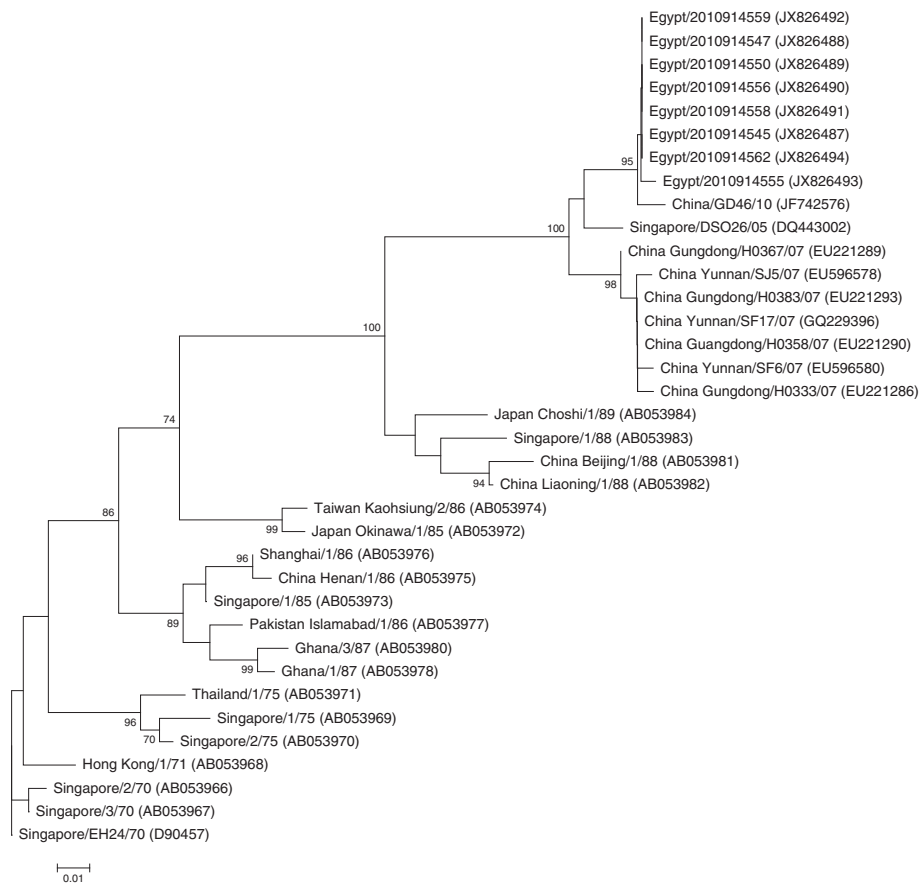 Egypt/2010914559 (JX826492)
Egypt/2010914547 (JX826488)
Egypt/2010914550 (JX826489)
Egypt/2010914556 (JX826490)
Egypt/2010914558 (JX826491)
Egypt/2010914545 (JX826487)
Egypt/2010914562 (JX826494)
95
Egypt/2010914555 (JX826493)
China/GD46/10 (JF742576)
Singapore/DSO26/05 (DQ443002)
100
China Gungdong/H0367/07 (EU221289)
China Yunnan/SJ5/07 (EU596578)
98
China Gungdong/H0383/07 (EU221293)
China Yunnan/SF17/07 (GQ229396)
100
China Guangdong/H0358/07 (EU221290)
China Yunnan/SF6/07 (EU596580)
China Gungdong/H0333/07 (EU221286)
Japan Choshi/1/89 (AB053984)
74
Singapore/1/88 (AB053983)
China Beijing/1/88 (AB053981)
94
China Liaoning/1/88 (AB053982)
Taiwan Kaohsiung/2/86 (AB053974)
86
99
Japan Okinawa/1/85 (AB053972)
Shanghai/1/86 (AB053976)
96
China Henan/1/86 (AB053975)
Singapore/1/85 (AB053973)
89
Pakistan Islamabad/1/86 (AB053977)
Ghana/3/87 (AB053980)
99
Ghana/1/87 (AB053978)
Thailand/1/75 (AB053971)
96
Singapore/1/75 (AB053969)
70
Singapore/2/75 (AB053970)
Hong Kong/1/71 (AB053968)
Singapore/2/70 (AB053966)
Singapore/3/70 (AB053967)
Singapore/EH24/70 (D90457)
0.01